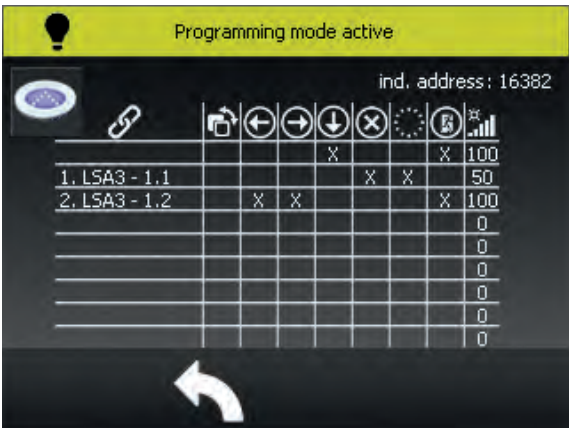 Programming mode active
ind. address: 16382
X X 100
1. LSA3 - 1.1 X X 50
2. LSA3 - 1.2 X X X 100
0
0
0
0
0
0